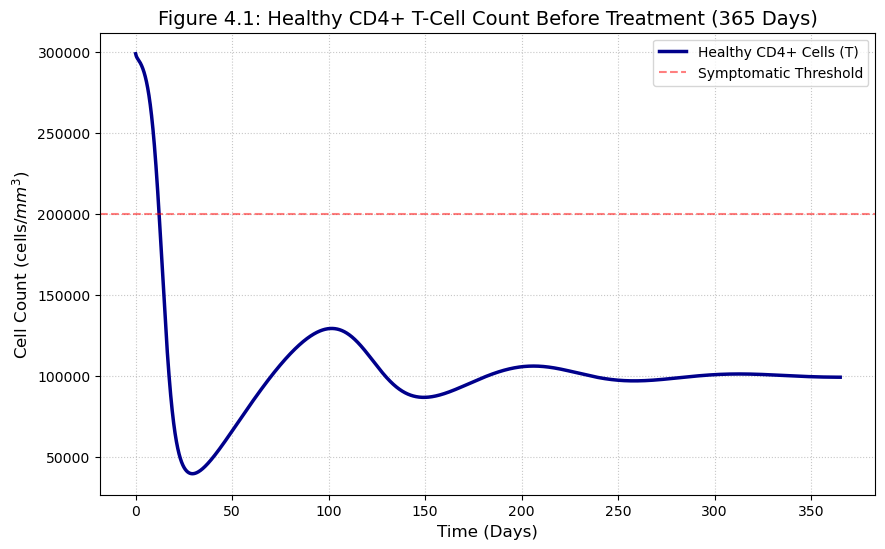 Figure 4.1: Healthy CD4+ T-Cell Count Before Treatment (365 Days)
Healthy CD4+ Cells (T)
Symptomatic Threshold
Cell Count (cells/mm³)
300000
250000
200000
150000
100000
50000
0 50 100 150 200 250 300 350
Time (Days)